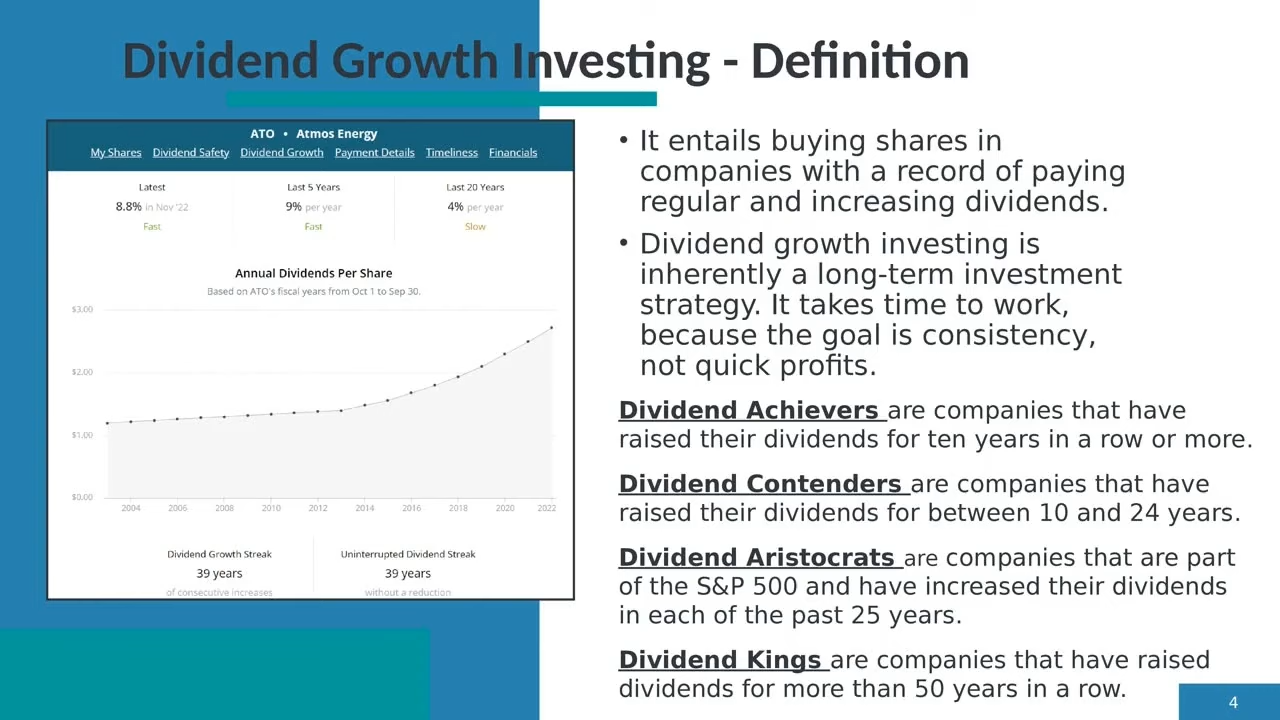 Dividend Growth Investing - Definition
ATO • Atmos Energy
My Shares Dividend Safety Dividend Growth Payment Details Timeliness Financials
Latest Last 5 Years Last 20 Years
8.8% in Nov '22 9% per year 4% per year
Fast Fast Slow
Annual Dividends Per Share
Based on ATO's fiscal years from Oct 1 to Sep 30.
$3.00
$2.00
$1.00
$0.00
2004 2006 2008 2010 2012 2014 2016 2018 2020 2022
Dividend Growth Streak Uninterrupted Dividend Streak
39 years 39 years
of consecutive increases without a reduction
• It entails buying shares in
companies with a record of paying
regular and increasing dividends.
• Dividend growth investing is
inherently a long-term investment
strategy. It takes time to work,
because the goal is consistency,
not quick profits.
Dividend Achievers are companies that have
raised their dividends for ten years in a row or more.
Dividend Contenders are companies that have
raised their dividends for between 10 and 24 years.
Dividend Aristocrats are companies that are part
of the S&P 500 and have increased their dividends
in each of the past 25 years.
Dividend Kings are companies that have raised
dividends for more than 50 years in a row.
4